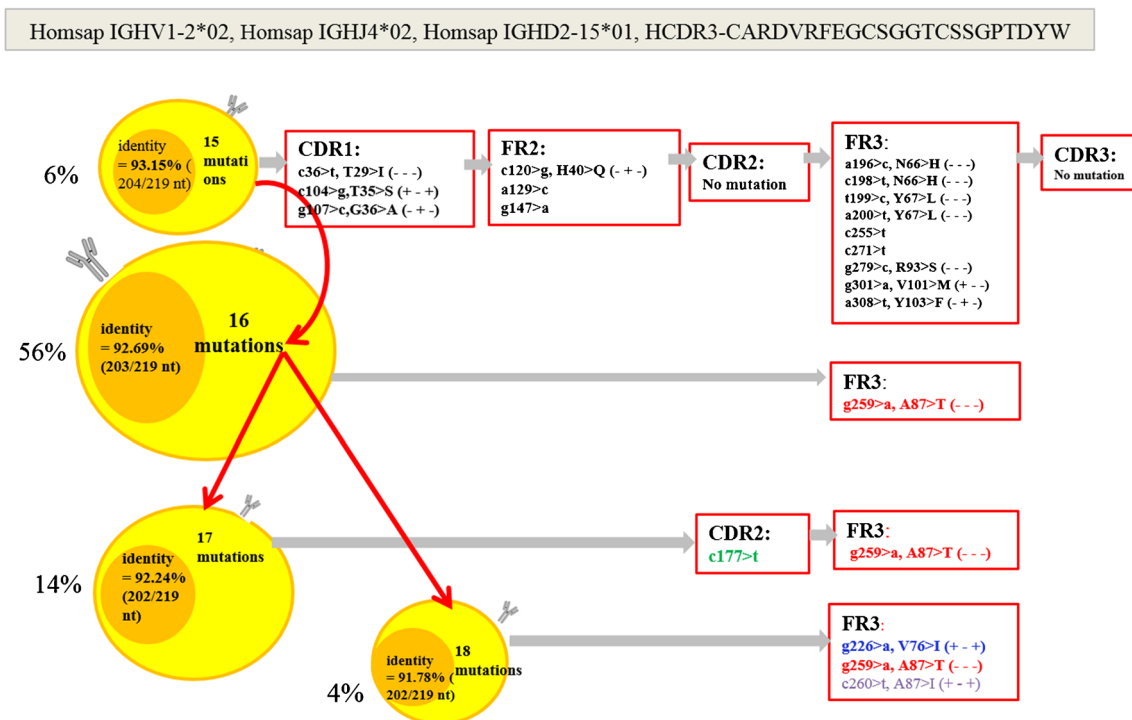 Homsap IGHV1-2*02, Homsap IGHJ4*02, Homsap IGHD2-15*01, HCDR3-CARDVRFEGCSGGTCSSGPTDYW
6%
identity
= 93.15% (
204/219 nt)
15
mutati
ons
CDR1:
c36>t, T29>I (- - -)
c104>g,T35>S (+ - +)
g107>c,G36>A (- + -)
FR2:
c120>g, H40>Q (- + -)
a129>c
g147>a
CDR2:
No mutation
FR3:
a196>c, N66>H (- - -)
c198>t, N66>H (- - -)
t199>c, Y67>L (- - -)
a200>t, Y67>L (- - -)
c255>t
c271>t
g279>c, R93>S (- - -)
g301>a, V101>M (+ - -)
a308>t, Y103>F (- + -)
CDR3:
No mutation
56%
identity
= 92.69%
(203/219 nt)
16
mutations
FR3:
g259>a, A87>T (- - -)
14%
identity
= 92.24%
(202/219
nt)
17
mutations
CDR2:
c177>t
FR3:
g259>a, A87>T (- - -)
4%
identity
= 91.78% (
202/219 nt)
18
mutations
FR3:
g226>a, V76>I (+ - +)
g259>a, A87>T (- - -)
c260>t, A87>I (+ - +)